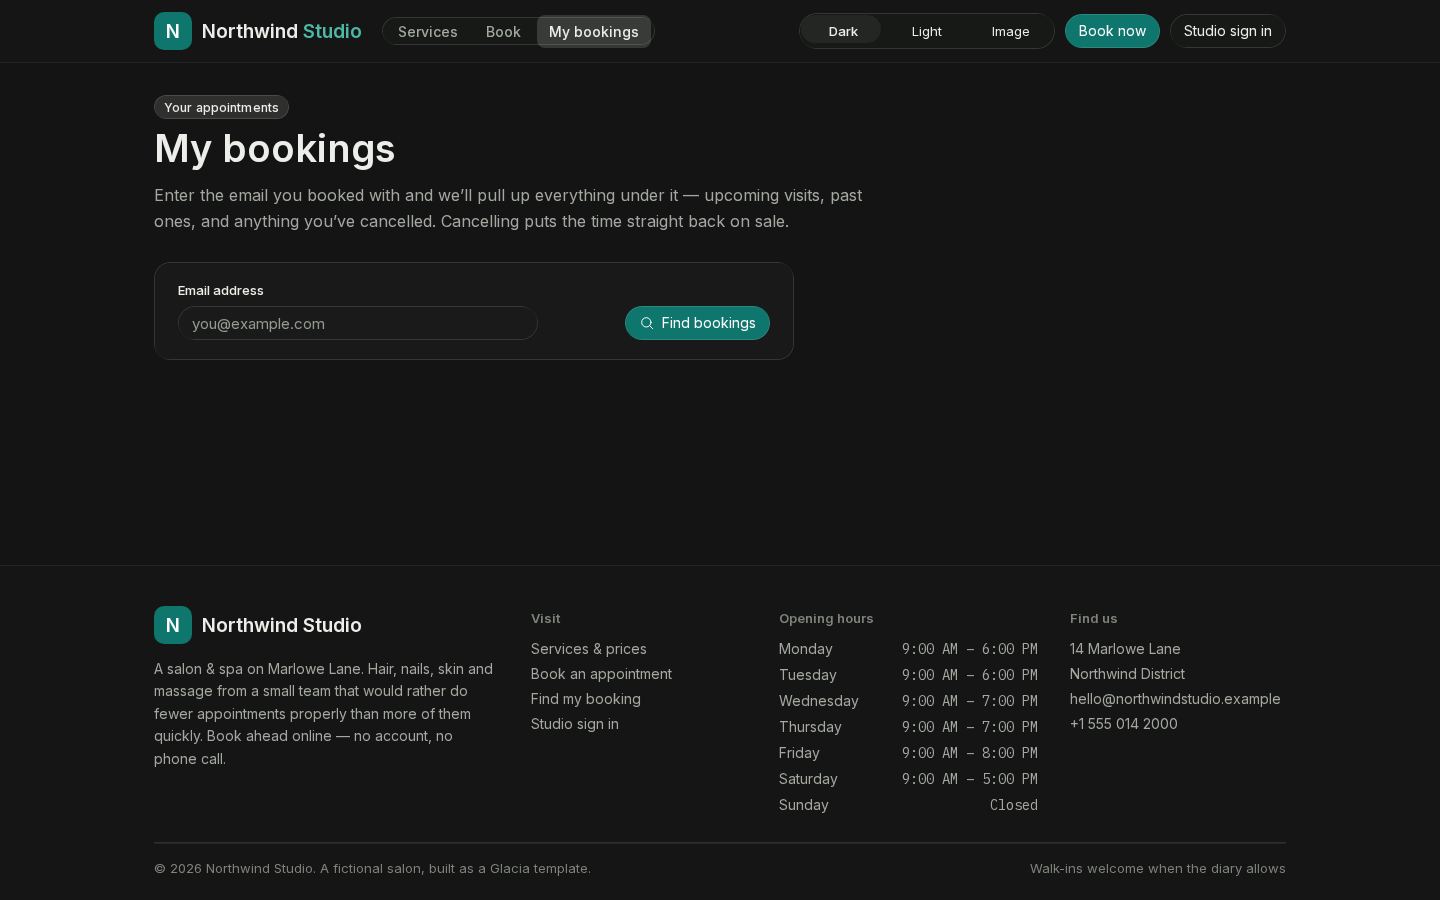 N Northwind Studio
Services
Book
My bookings
Dark
Light
Image
Book now
Studio sign in
Your appointments
My bookings
Enter the email you booked with and we’ll pull up everything under it — upcoming visits, past
ones, and anything you’ve cancelled. Cancelling puts the time straight back on sale.
Email address
you@example.com
Find bookings
N Northwind Studio
A salon & spa on Marlowe Lane. Hair, nails, skin and
massage from a small team that would rather do
fewer appointments properly than more of them
quickly. Book ahead online — no account, no
phone call.
Visit
Services & prices
Book an appointment
Find my booking
Studio sign in
Opening hours
Monday 9:00 AM – 6:00 PM
Tuesday 9:00 AM – 6:00 PM
Wednesday 9:00 AM – 7:00 PM
Thursday 9:00 AM – 7:00 PM
Friday 9:00 AM – 8:00 PM
Saturday 9:00 AM – 5:00 PM
Sunday Closed
Find us
14 Marlowe Lane
Northwind District
hello@northwindstudio.example
+1 555 014 2000
© 2026 Northwind Studio. A fictional salon, built as a Glacia template.
Walk-ins welcome when the diary allows